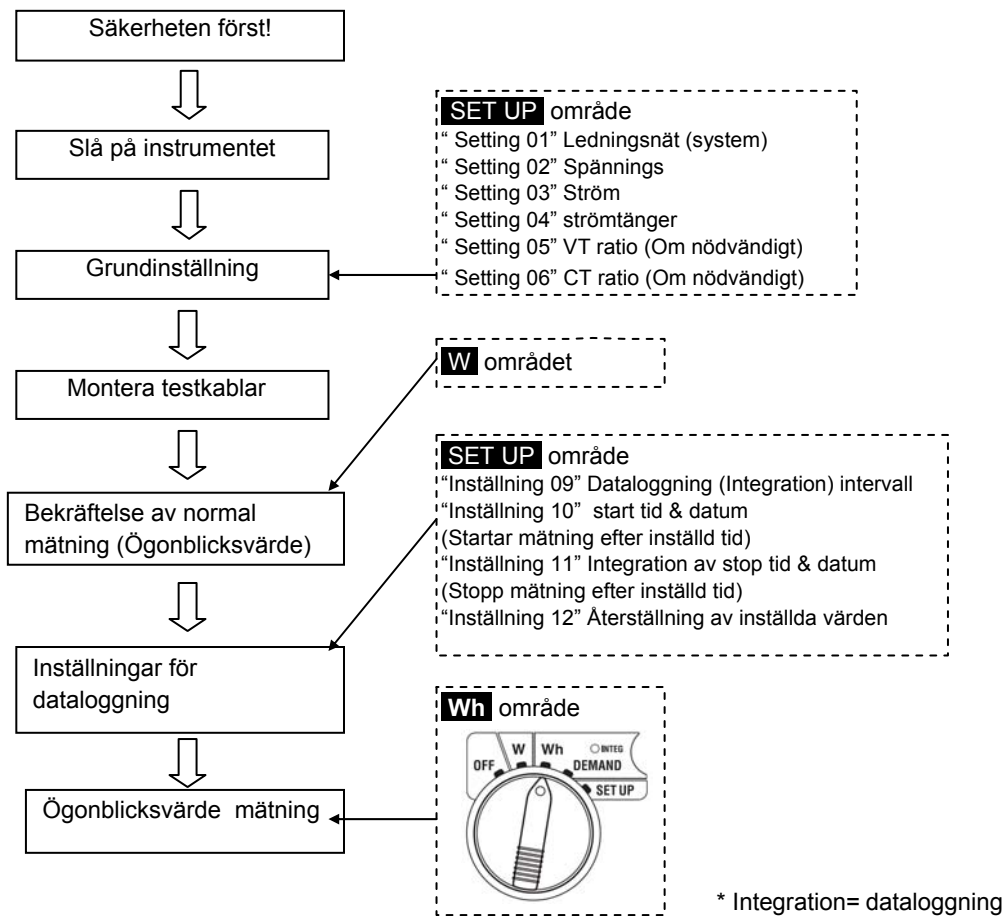 Säkerheten först!
Slå på instrumentet
Grundinställning
SET UP område
“ Setting 01” Ledningsnät (system)
“ Setting 02” Spännings
“ Setting 03” Ström
“ Setting 04” strömtänger
“ Setting 05” VT ratio (Om nödvändigt)
“ Setting 06” CT ratio (Om nödvändigt)
Montera testkablar
W området
Bekräftelse av normal
mätning (Ögonblicksvärde)
SET UP område
“Inställning 09” Dataloggning (Integration) intervall
“Inställning 10” start tid & datum
(Startar mätning efter inställd tid)
“Inställning 11” Integration av stop tid & datum
(Stopp mätning efter inställd tid)
“Inställning 12” Återställning av inställda värden
Inställningar för
dataloggning
Wh område
OFF W Wh INTEG
DEMAND
SET UP
Ögonblicksvärde mätning
* Integration= dataloggning